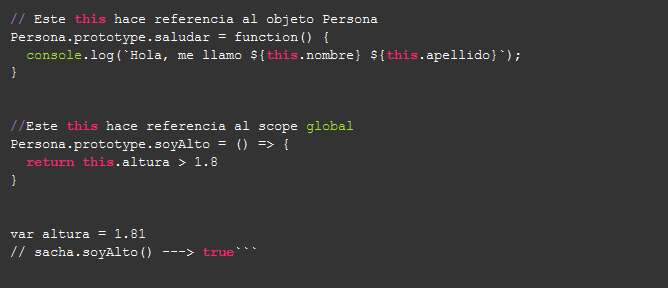 // Este this hace referencia al objeto Persona
Persona.prototype.saludar = function() {
  console.log(`Hola, me llamo ${this.nombre} ${this.apellido}`);
}
//Este this hace referencia al scope global
Persona.prototype.soyAlto = () => {
  return this.altura > 1.8
}
var altura = 1.81
// sacha.soyAlto() ---> true```